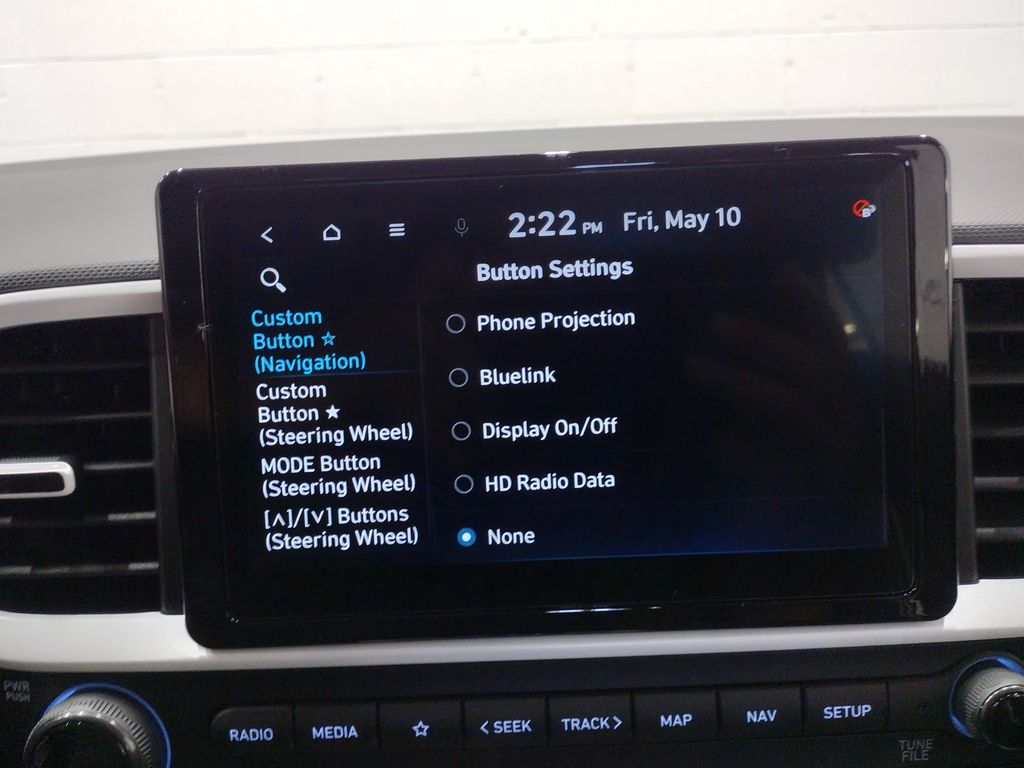 2:22 PM Fri, May 10
Button Settings
Custom
Button ☆
(Navigation)
Custom
Button ★
(Steering Wheel)
MODE Button
(Steering Wheel)
[∧]/[∨] Buttons
(Steering Wheel)
Phone Projection
Bluelink
Display On/Off
HD Radio Data
None
PWR
PUSH
RADIO MEDIA ☆ < SEEK TRACK > MAP NAV SETUP
TUNE
FILE